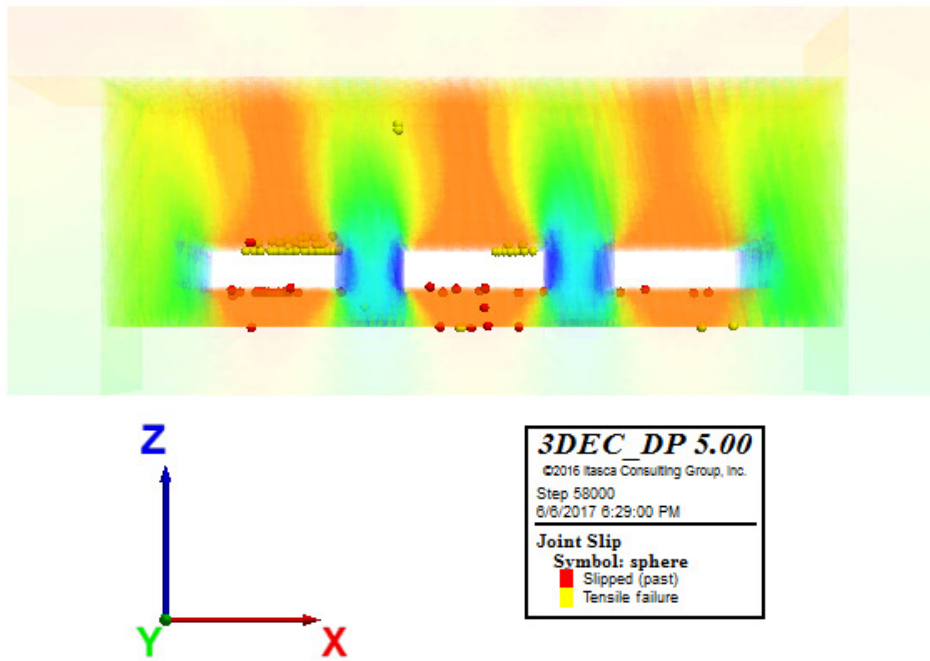 Z
Y
X
3DEC_DP 5.00
©2016 Itasca Consulting Group, Inc.
Step 58000
6/6/2017 6:29:00 PM
Joint Slip
Symbol: sphere
Slipped (past)
Tensile failure